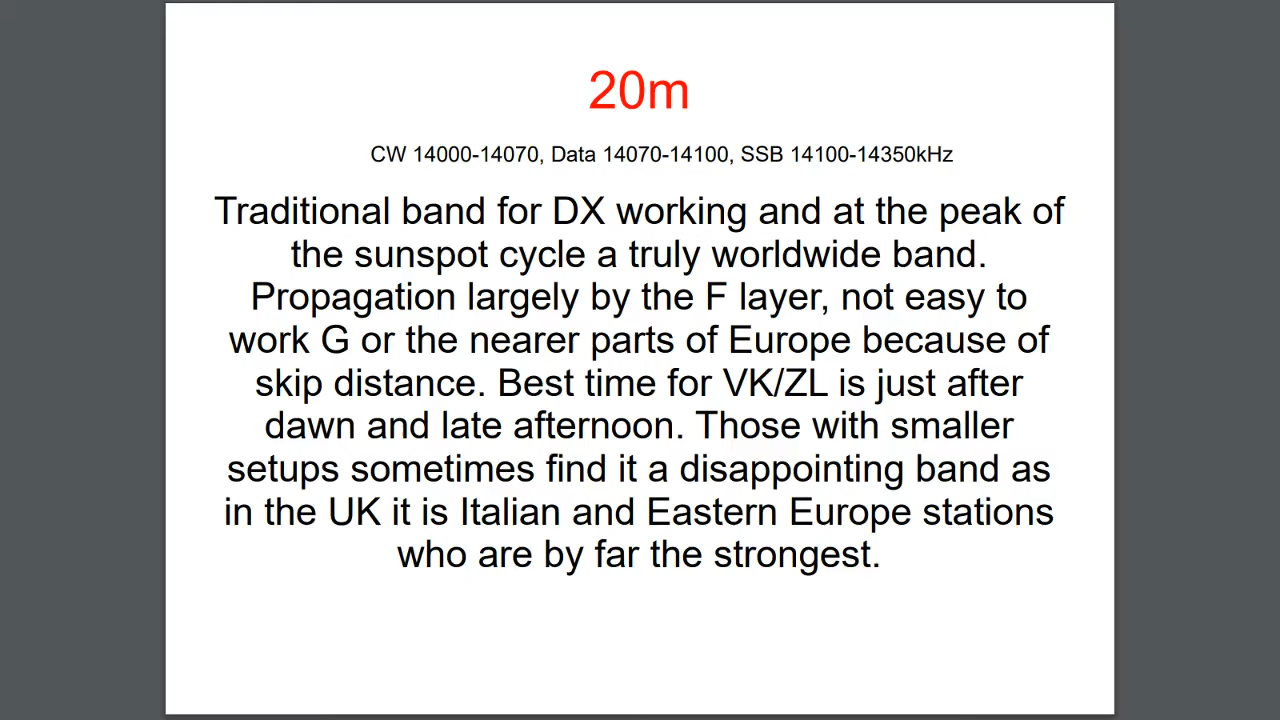 20m
CW 14000-14070, Data 14070-14100, SSB 14100-14350kHz
Traditional band for DX working and at the peak of
the sunspot cycle a truly worldwide band.
Propagation largely by the F layer, not easy to
work G or the nearer parts of Europe because of
skip distance. Best time for VK/ZL is just after
dawn and late afternoon. Those with smaller
setups sometimes find it a disappointing band as
in the UK it is Italian and Eastern Europe stations
who are by far the strongest.